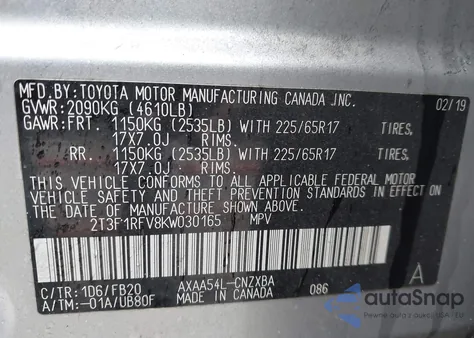 MFD.BY:TOYOTA MOTOR MANUFACTURING CANADA INC.
GVWR:2090KG (4610LB) 02/19
GAWR:FRT. 1150KG (2535LB) WITH 225/65R17 TIRES,
17X7.0J RIMS.
RR. 1150KG (2535LB) WITH 225/65R17 TIRES,
17X7.0J RIMS.
THIS VEHICLE CONFORMS TO ALL APPLICABLE FEDERAL MOTOR
VEHICLE SAFETY AND THEFT PREVENTION STANDARDS IN EFFECT ON
THE DATE OF MANUFACTURE SHOWN ABOVE.
2T3F1RFV8KW030165 MPV
C/TR:1D6/FB20 AXAA54L-CNZXBA A
A/TM:-01A/UB80F MADE IN CANADA 086
autoSnap